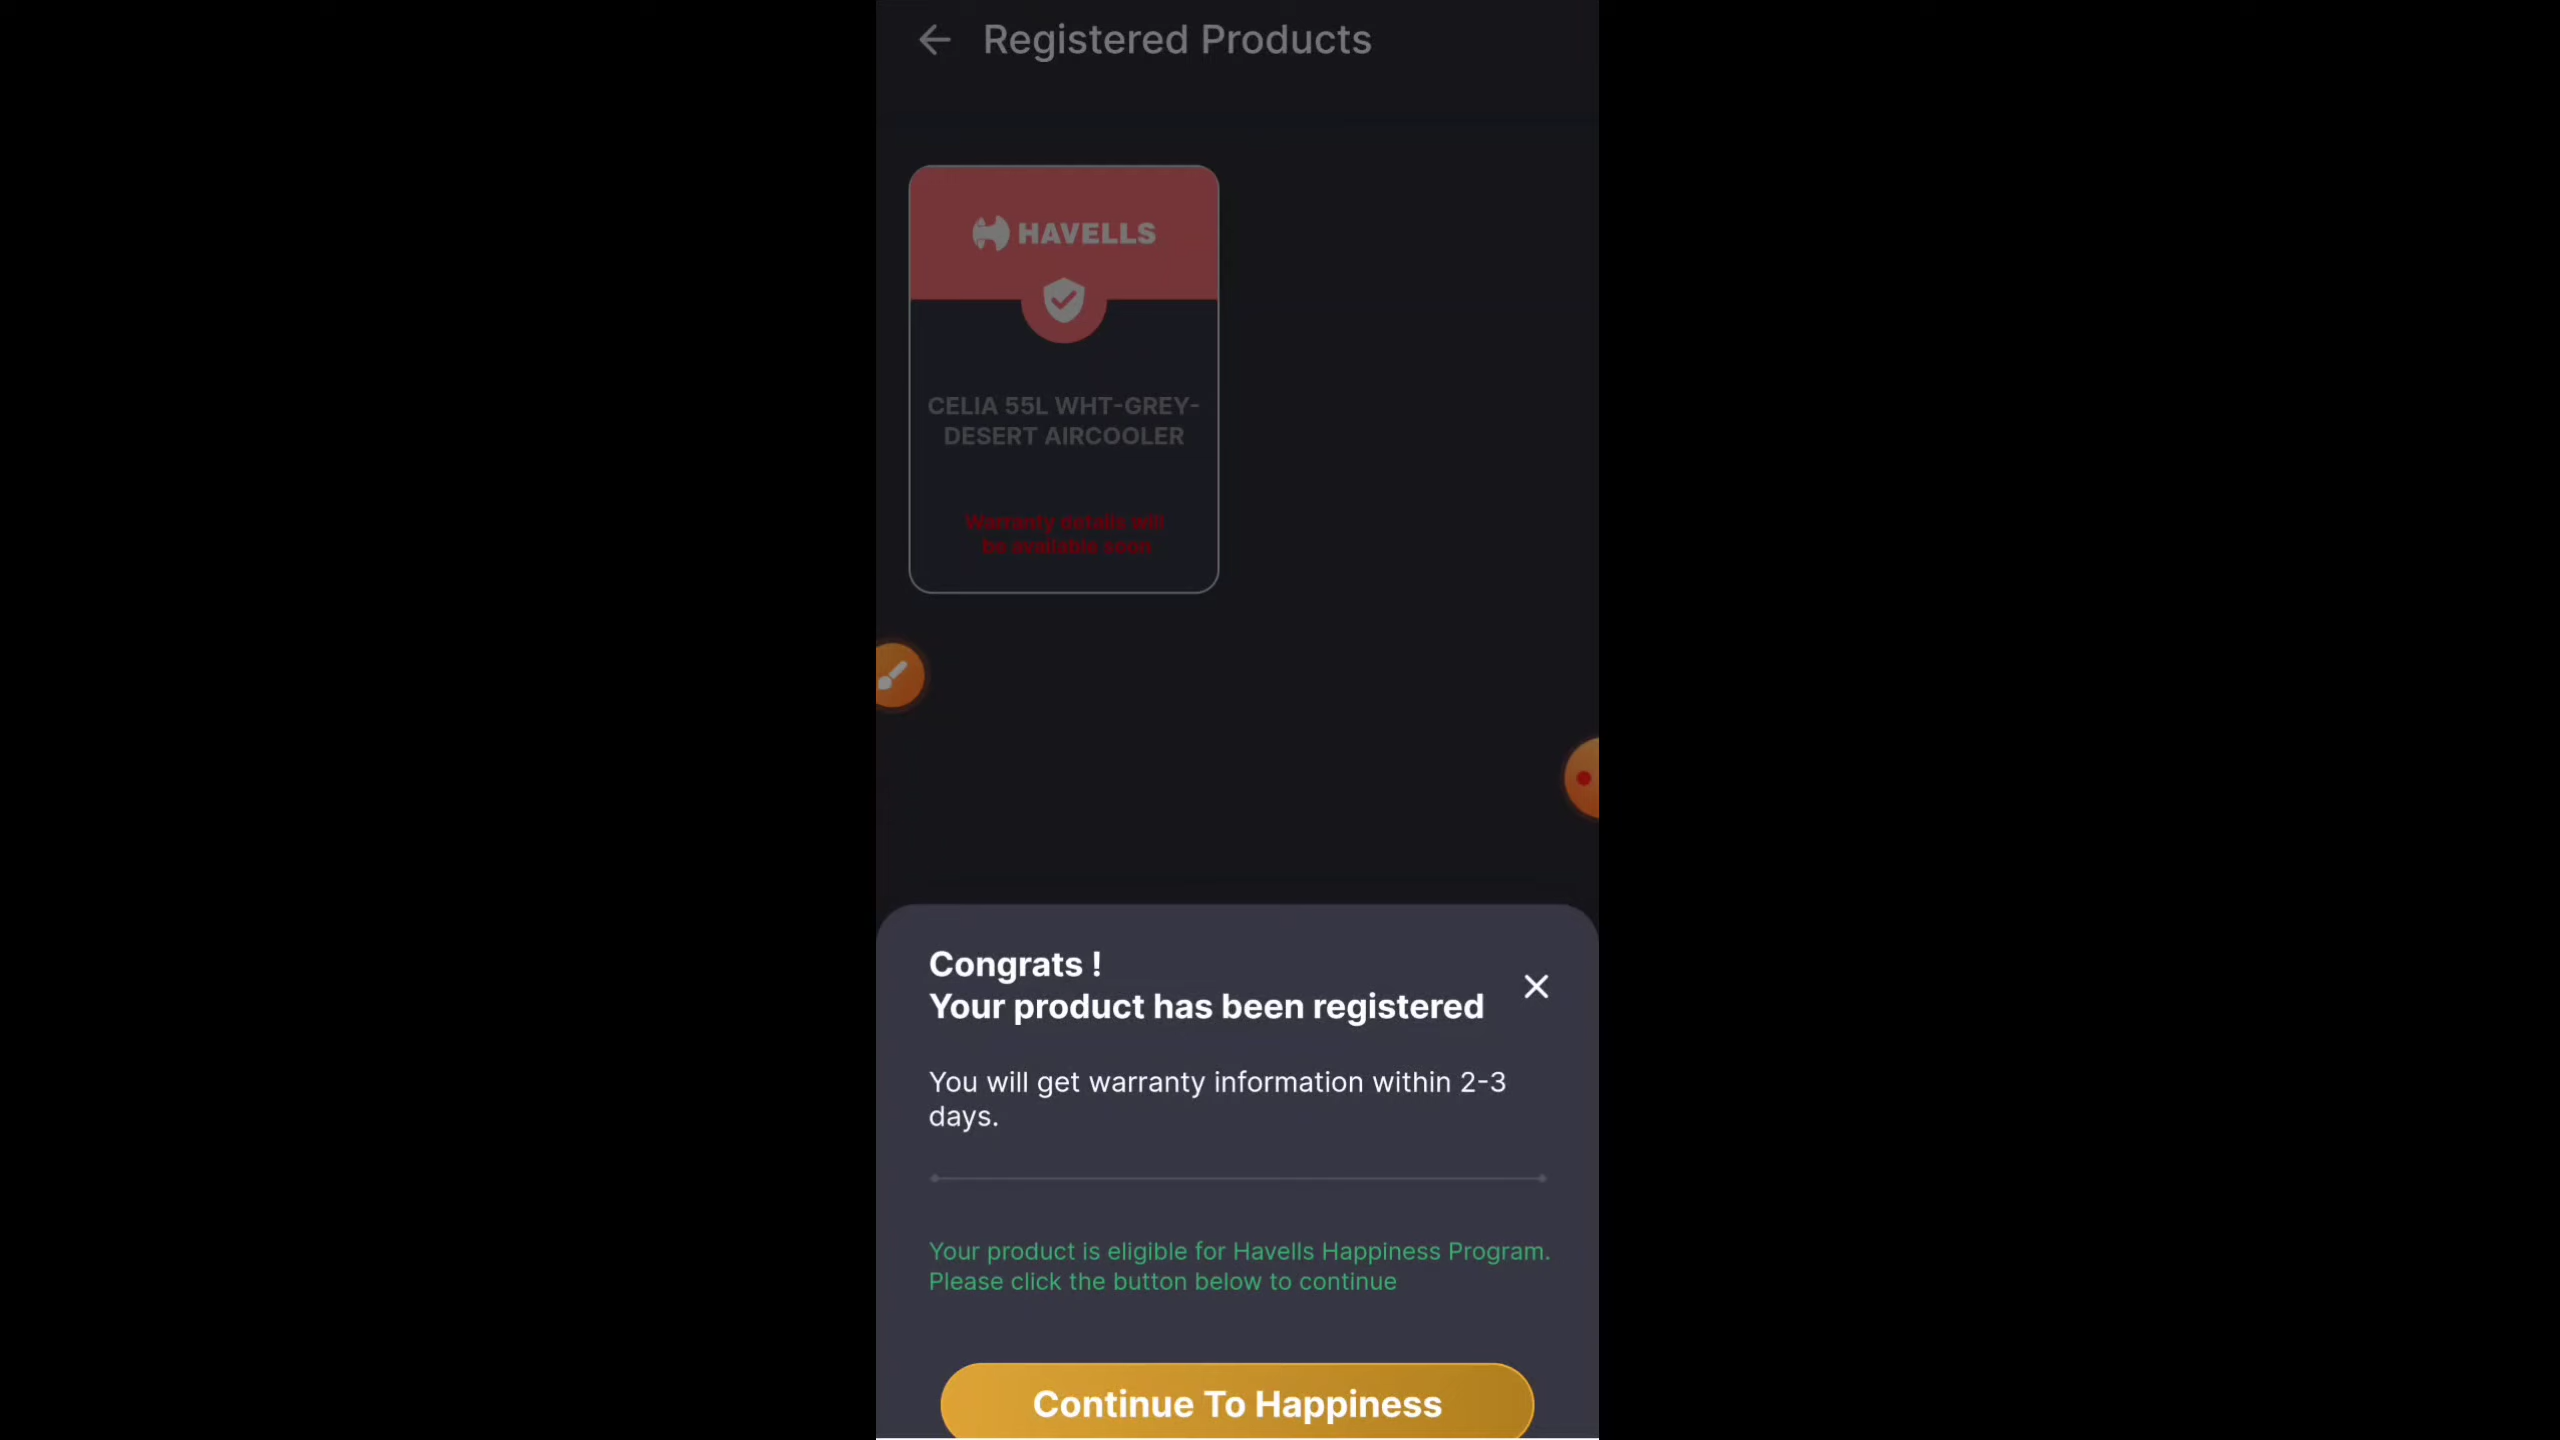 Registered Products
HAVELLS
CELIA 55L WHT-GREY-
DESERT AIRCOOLER
Warranty details will
be available soon
Congrats !
Your product has been registered
You will get warranty information within 2-3
days.
Your product is eligible for Havells Happiness Program.
Please click the button below to continue
Continue To Happiness